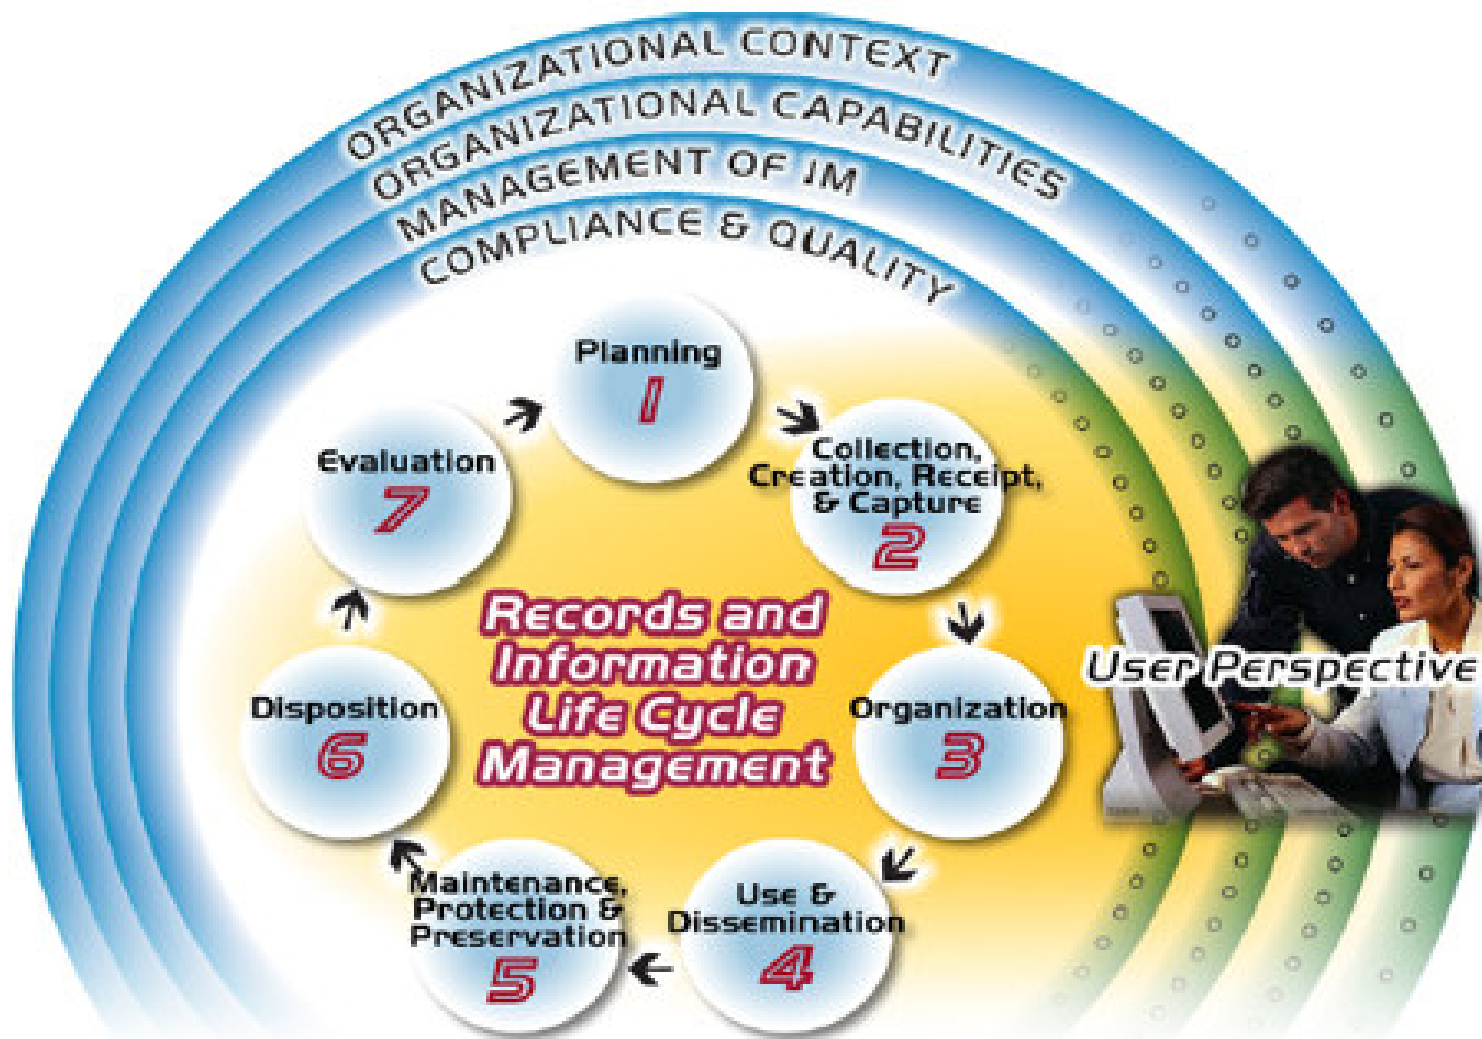 ORGANIZATIONAL CONTEXT
ORGANIZATIONAL CAPABILITIES
MANAGEMENT OF IM
COMPLIANCE & QUALITY
Planning
1
Collection,
Creation, Receipt,
& Capture
2
Organization
3
Use &
Dissemination
4
Maintenance,
Protection &
Preservation
5
Disposition
6
Evaluation
7
Records and
Information
Life Cycle
Management
User Perspective